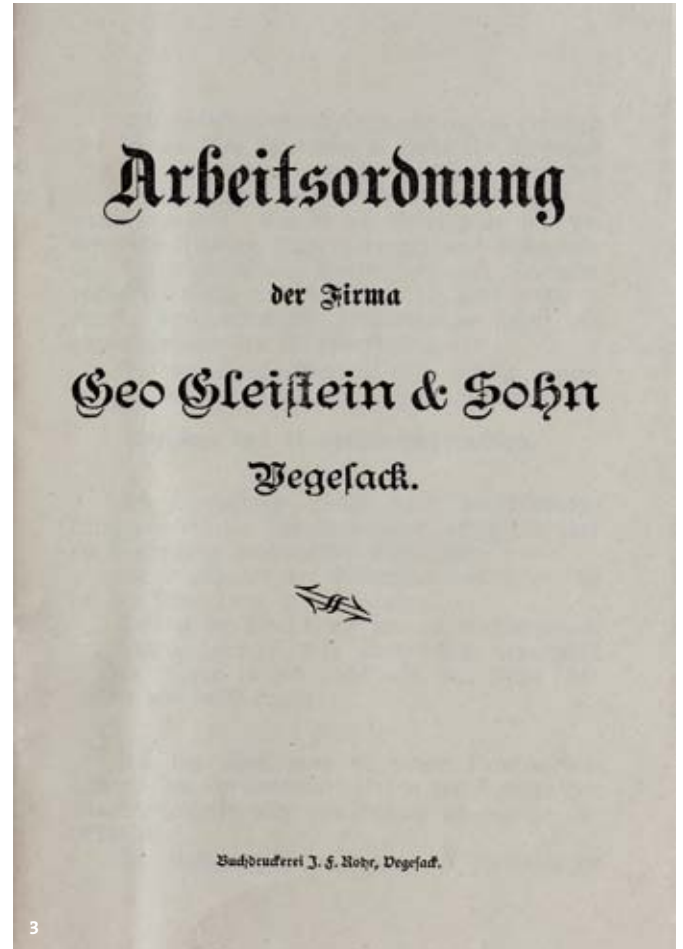 Arbeitsordnung
der Firma
Geo Gleistein & Sohn
Vegesack.
Buchdruckerei J. F. Rohr, Vegesack.
3